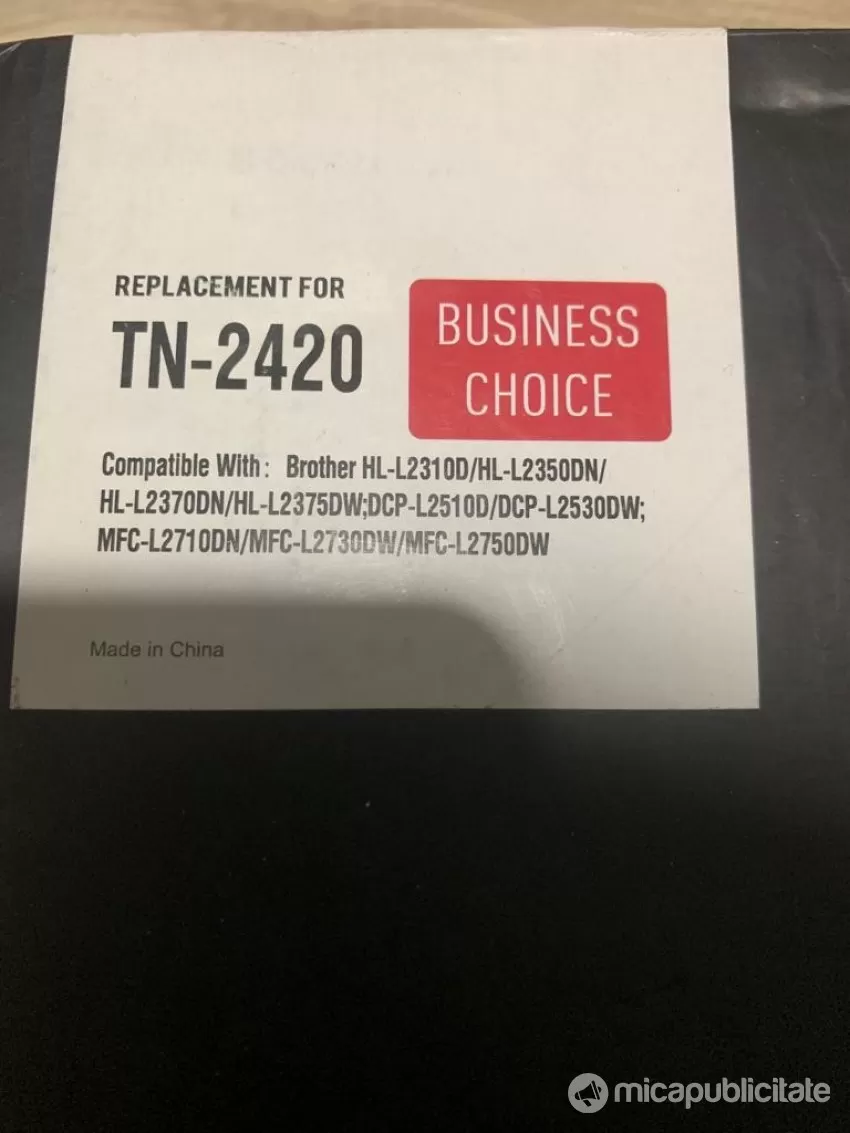 REPLACEMENT FOR
TN-2420
BUSINESS
CHOICE
Compatible With: Brother HL-L2310D/HL-L2350DN/
HL-L2370DN/HL-L2375DW;DCP-L2510D/DCP-L2530DW;
MFC-L2710DN/MFC-L2730DW/MFC-L2750DW
Made in China
micapublicitate